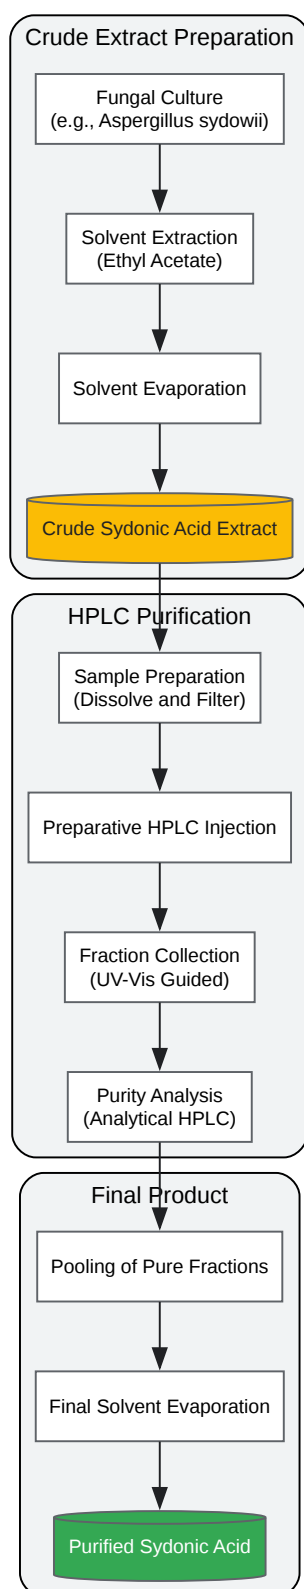 Crude Extract Preparation
Fungal Culture
(e.g., Aspergillus sydowii)
Solvent Extraction
(Ethyl Acetate)
Solvent Evaporation
Crude Sydonic Acid Extract
HPLC Purification
Sample Preparation
(Dissolve and Filter)
Preparative HPLC Injection
Fraction Collection
(UV-Vis Guided)
Purity Analysis
(Analytical HPLC)
Final Product
Pooling of Pure Fractions
Final Solvent Evaporation
Purified Sydonic Acid